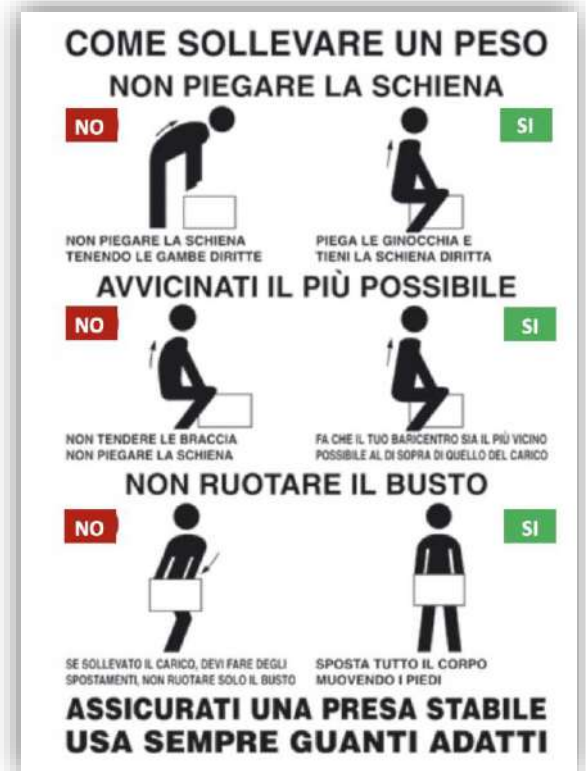 COME SOLLEVARE UN PESO
NON PIEGARE LA SCHIENA
NO
SI
NON PIEGARE LA SCHIENA
TENENDO LE GAMBE DIRITTE
PIEGA LE GINOCCHIA E
TIENI LA SCHIENA DIRITTA
AVVICINATI IL PIÙ POSSIBILE
NO
SI
NON TENDERE LE BRACCIA
NON PIEGARE LA SCHIENA
FA CHE IL TUO BARICENTRO SIA IL PIÙ VICINO
POSSIBILE AL DI SOPRA DI QUELLO DEL CARICO
NON RUOTARE IL BUSTO
NO
SI
SE SOLLEVATO IL CARICO, DEVI FARE DEGLI
SPOSTAMENTI, NON RUOTARE SOLO IL BUSTO
SPOSTA TUTTO IL CORPO
MUOVENDO I PIEDI
ASSICURATI UNA PRESA STABILE
USA SEMPRE GUANTI ADATTI